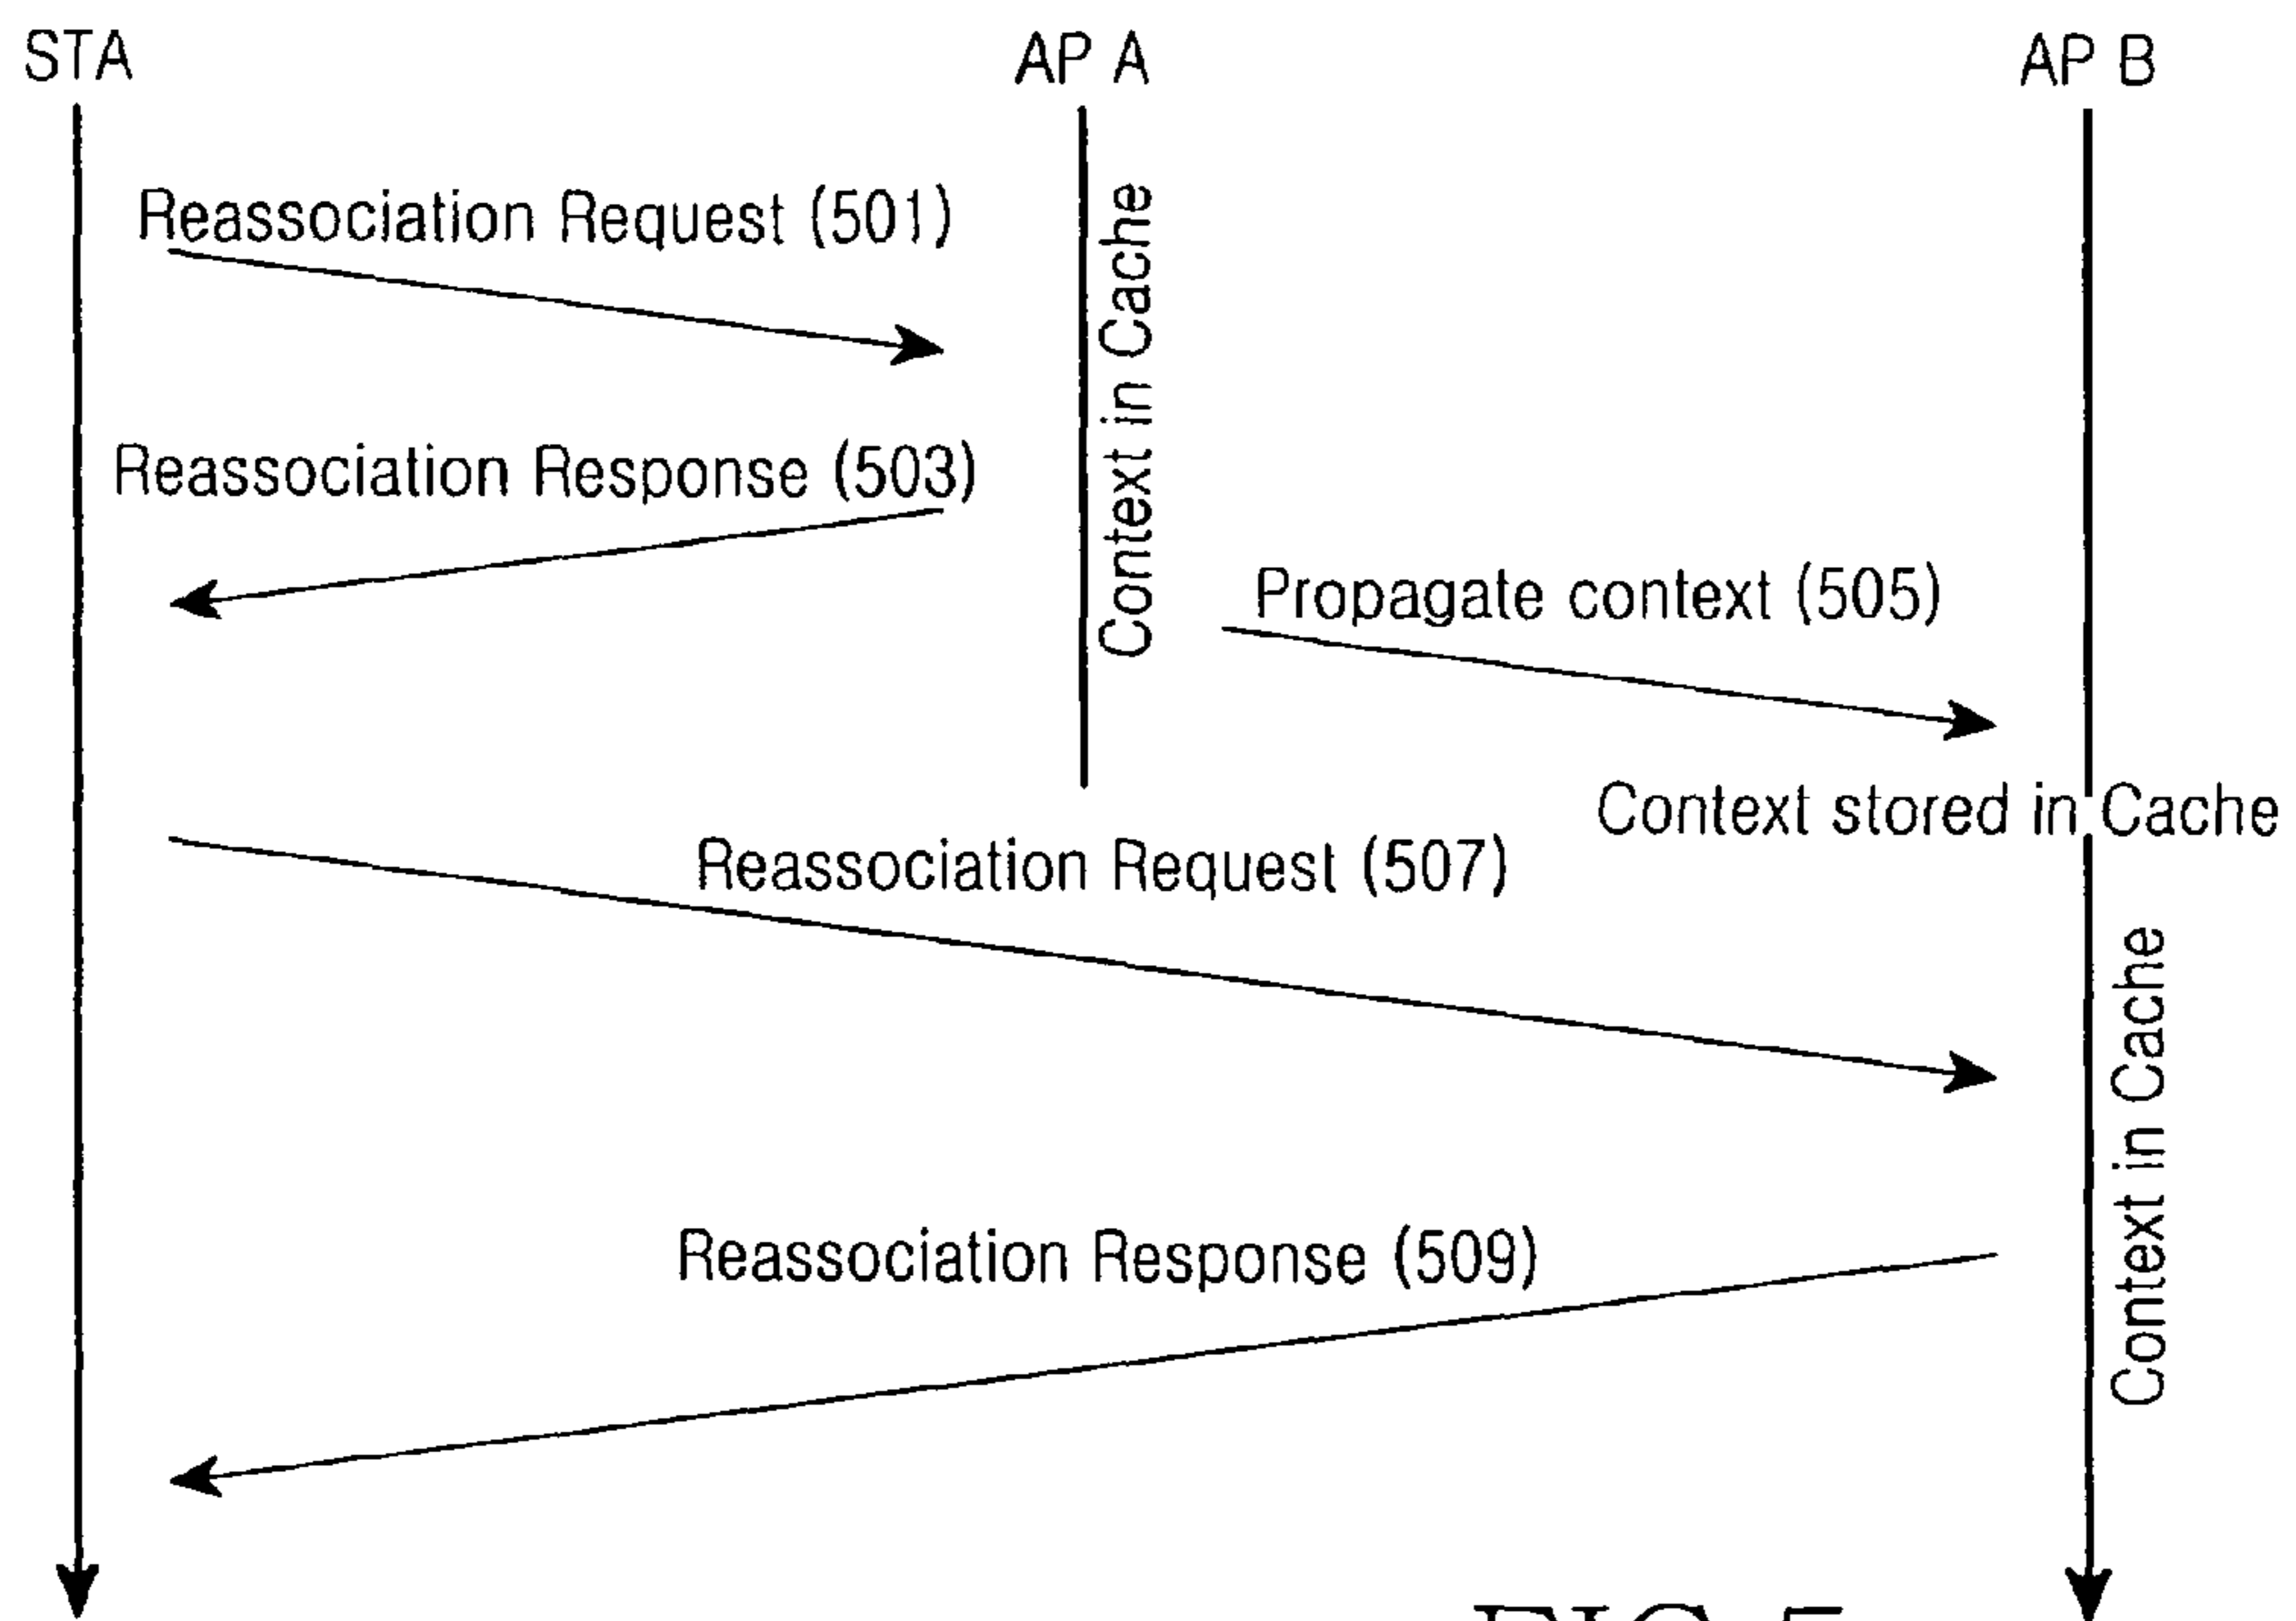 STA
AP A
AP B
Reassociation Request (501)
Context in Cache
Reassociation Response (503)
Propagate context (505)
Context stored in Cache
Reassociation Request (507)
Context in Cache
Reassociation Response (509)